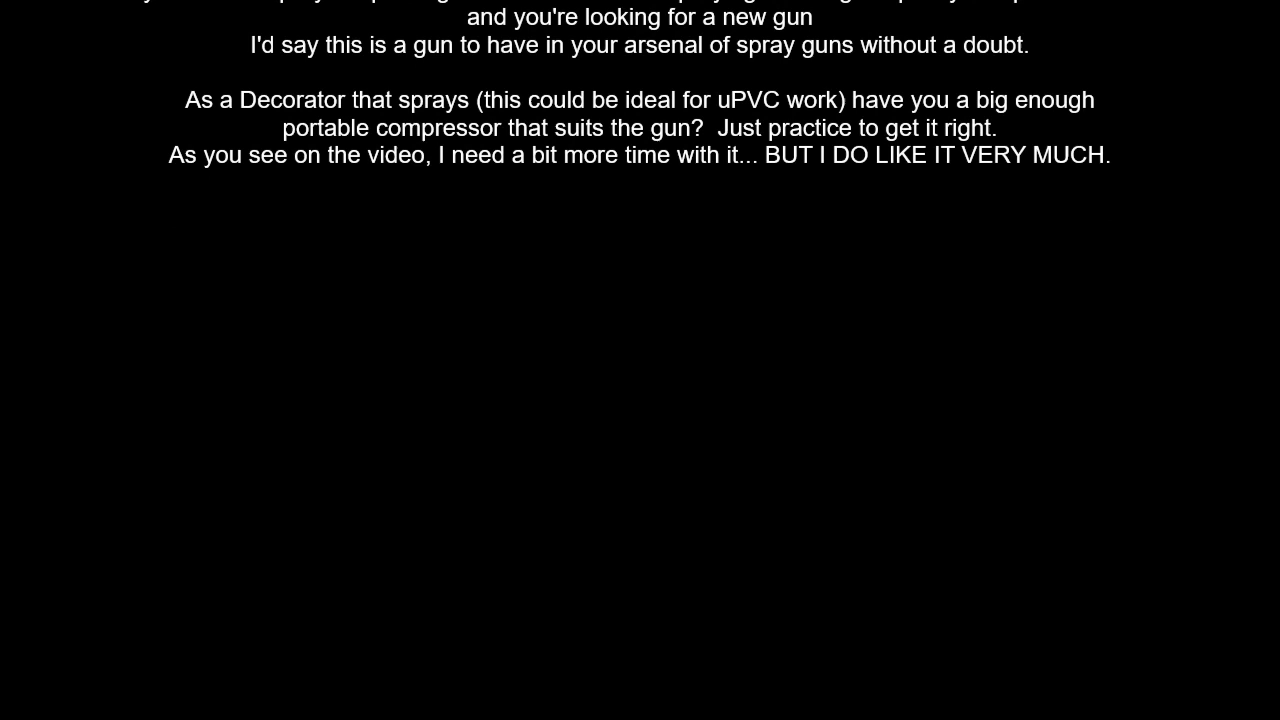 and you're looking for a new gun
I'd say this is a gun to have in your arsenal of spray guns without a doubt.
As a Decorator that sprays (this could be ideal for uPVC work) have you a big enough
portable compressor that suits the gun?  Just practice to get it right.
As you see on the video, I need a bit more time with it... BUT I DO LIKE IT VERY MUCH.